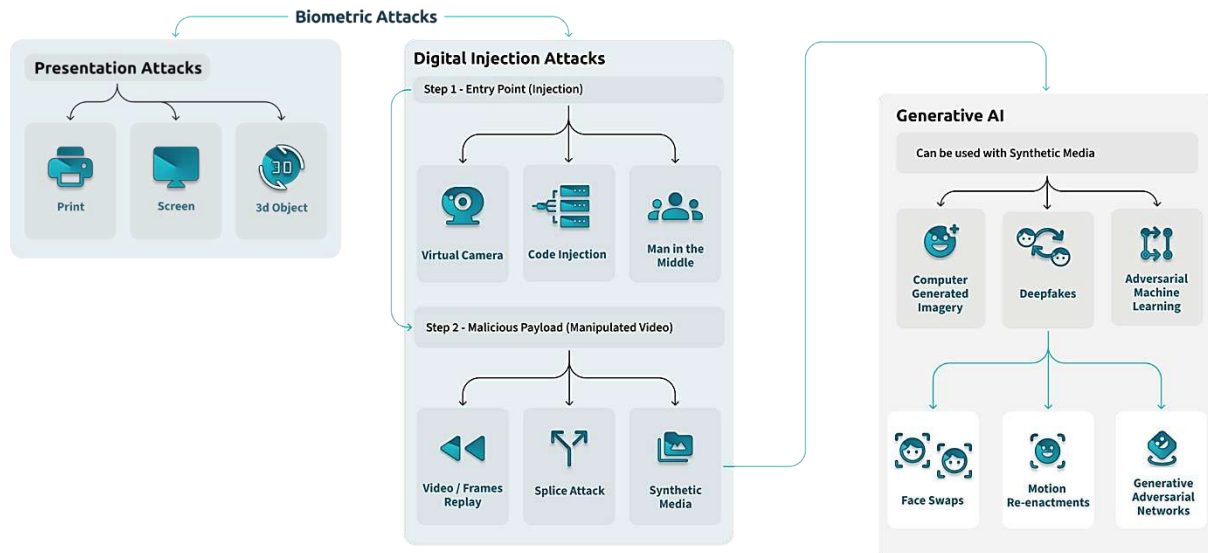 Biometric Attacks
Presentation Attacks
Print
Screen
3D
3d Object
Digital Injection Attacks
Step 1 - Entry Point (Injection)
Virtual Camera
Code Injection
Man in the
Middle
Step 2 - Malicious Payload (Manipulated Video)
Video / Frames
Replay
Splice Attack
Synthetic
Media
Generative AI
Can be used with Synthetic Media
Computer
Generated
Imagery
Deepfakes
Adversarial
Machine
Learning
Face Swaps
Motion
Re-enactments
Generative
Adversarial
Networks